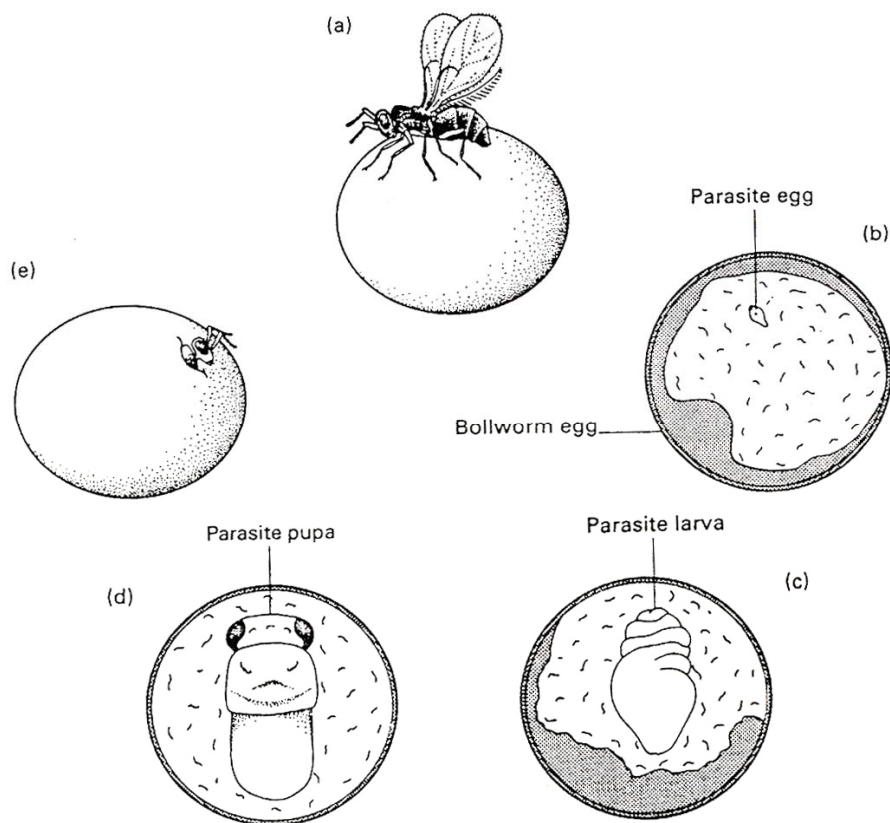 (a)
Parasite egg
(b)
(e)
Bollworm egg
Parasite pupa
Parasite larva
(d)
(c)